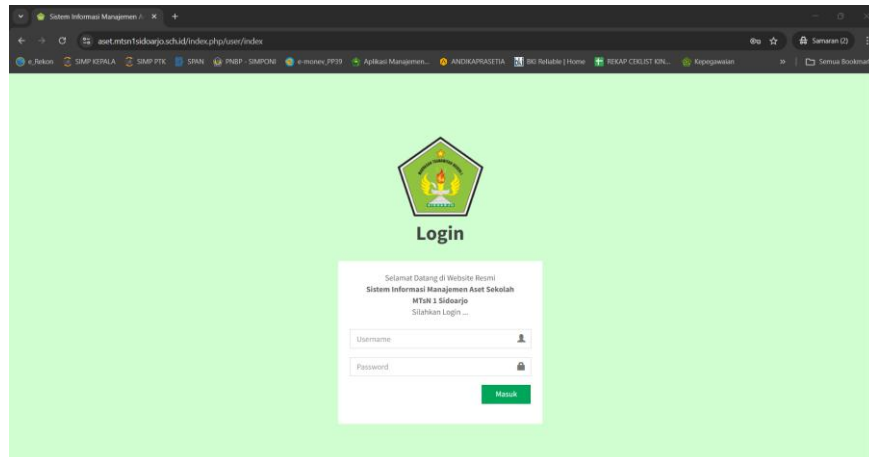 Sistem Informasi Manajemen A
aset.mtsn1sidoarjo.sch.id/index.php/user/index
Samaran (2)
e_Rekon SIMP KEPALA SIMP PTK SPAN PNBP - SIMPONI e-monev_PP39 Aplikasi Manajemen... ANDIKAPRASETIA BIG Reliable | Home REKAP CEKLIST KIN... Kepegawaian » Semua Bookmar
Login
Selamat Datang di Website Resmi
Sistem Informasi Manajemen Aset Sekolah
MTsN 1 Sidoarjo
Silahkan Login ...
Username
Password
Masuk